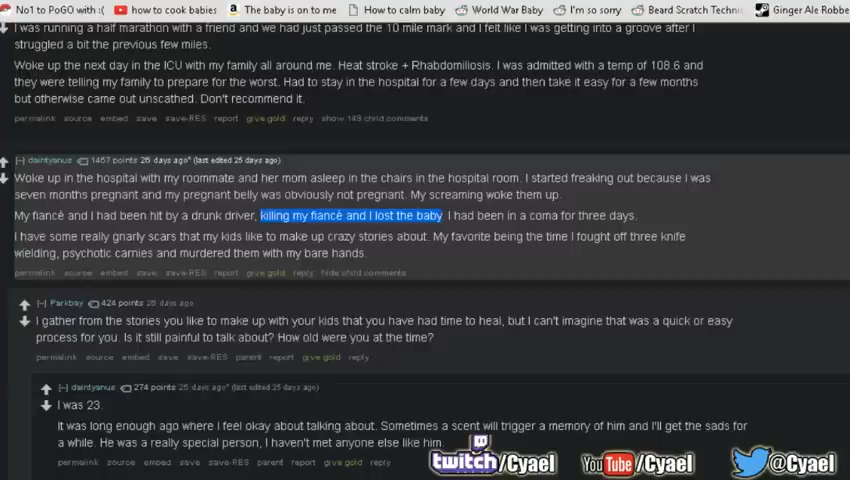 No1 to PoGO with :(
how to cook babies
The baby is on to me
How to calm baby
World War Baby
I'm so sorry
Beard Scratch Technic
Ginger Ale Robbe
I was running a half marathon with a friend and we had just passed the 10 mile mark and I felt like I was getting into a groove after I
struggled a bit the previous few miles.
Woke up the next day in the ICU with my family all around me. Heat stroke + Rhabdomiliosis. I was admitted with a temp of 108.6 and
they were telling my family to prepare for the worst. Had to stay in the hospital for a few days and then take it easy for a few months
but otherwise came out unscathed. Don't recommend it.
permalink source embed save save-RES report give gold reply show 149 child comments
[–] daintyanus 1467 points 26 days ago* (last edited 25 days ago)
Woke up in the hospital with my roommate and her mom asleep in the chairs in the hospital room. I started freaking out because I was
seven months pregnant and my pregnant belly was obviously not pregnant. My screaming woke them up.
My fiancé and I had been hit by a drunk driver, killing my fiancé and I lost the baby. I had been in a coma for three days.
I have some really gnarly scars that my kids like to make up crazy stories about. My favorite being the time I fought off three knife
wielding, psychotic carnies and murdered them with my bare hands.
permalink source embed save save-RES report give gold reply hide child comments
[–] Parkbay 424 points 26 days ago
I gather from the stories you like to make up with your kids that you have had time to heal, but I can't imagine that was a quick or easy
process for you. Is it still painful to talk about? How old were you at the time?
permalink source embed save save-RES parent report give gold reply
[–] daintyanus 274 points 25 days ago* (last edited 25 days ago)
I was 23.
It was long enough ago where I feel okay about talking about. Sometimes a scent will trigger a memory of him and I'll get the sads for
a while. He was a really special person, I haven't met anyone else like him.
permalink source embed save save-RES parent report give gold reply
twitch/Cyael
YouTube/Cyael
@Cyael